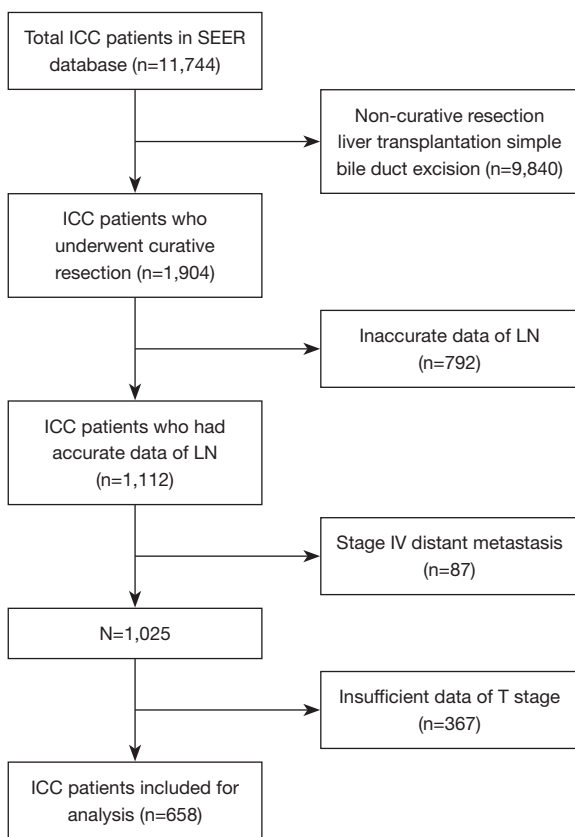 Total ICC patients in SEER
database (n=11,744)
Non-curative resection
liver transplantation simple
bile duct excision (n=9,840)
ICC patients who
underwent curative
resection (n=1,904)
Inaccurate data of LN
(n=792)
ICC patients who had
accurate data of LN
(n=1,112)
Stage IV distant metastasis
(n=87)
N=1,025
Insufficient data of T stage
(n=367)
ICC patients included for
analysis (n=658)